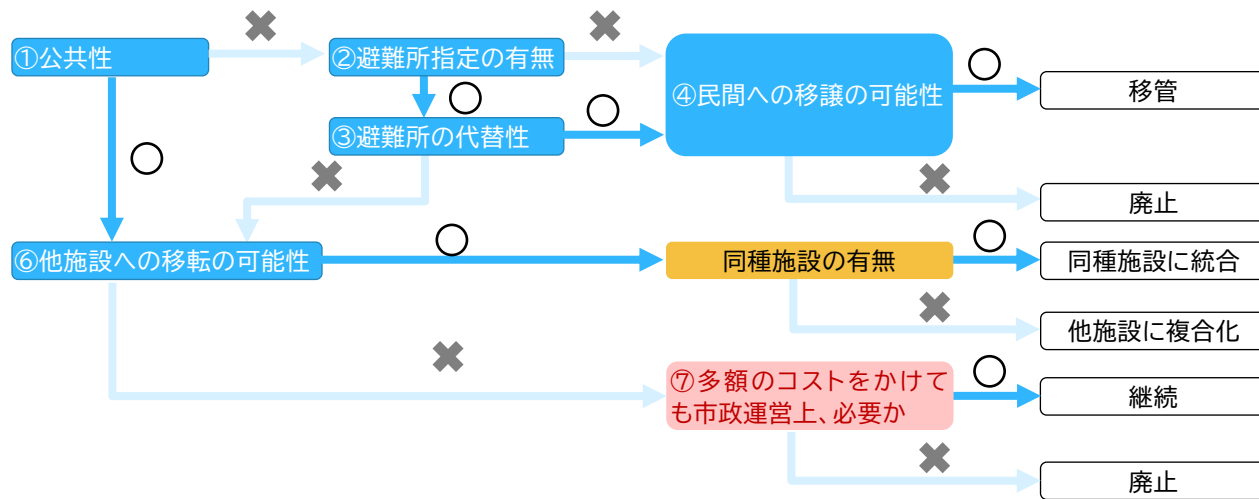 ①公共性
②避難所指定の有無
③避難所の代替性
④民間への移譲の可能性
移管
廃止
⑥他施設への移転の可能性
同種施設の有無
同種施設に統合
他施設に複合化
⑦多額のコストをかけて
も市政運営上、必要か
継続
廃止